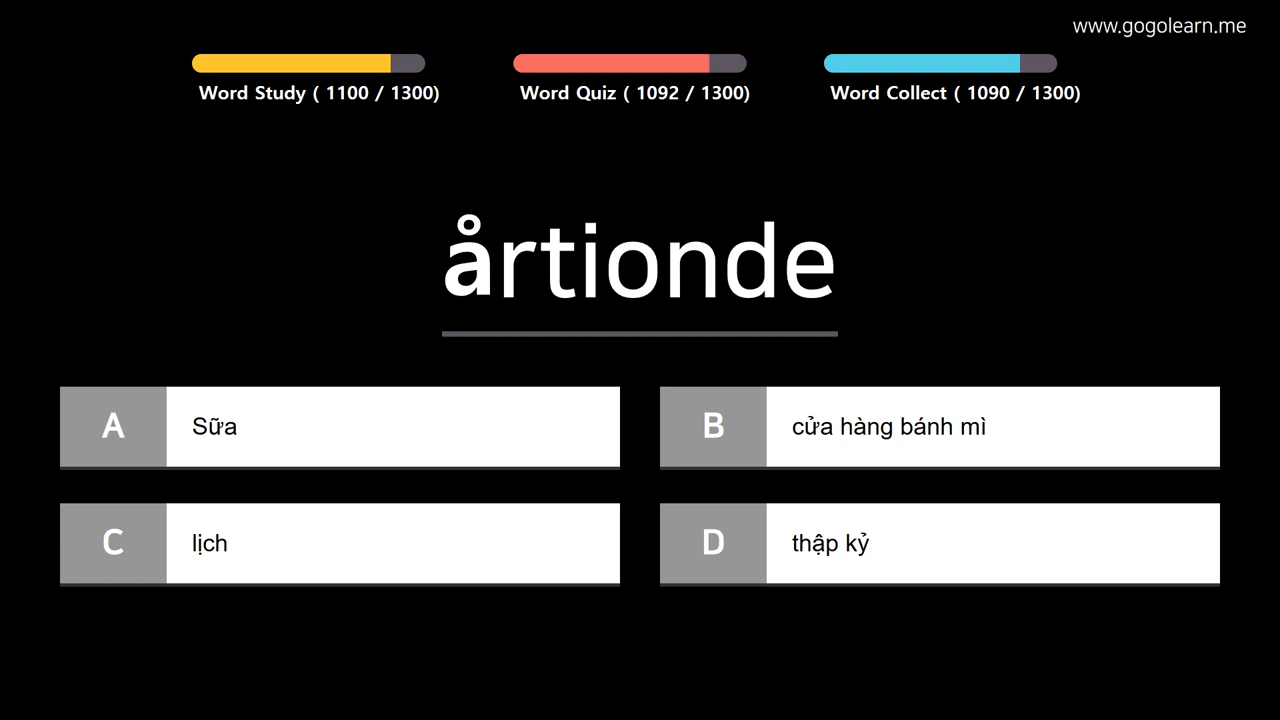 www.gogolearn.me
Word Study ( 1100 / 1300)
Word Quiz ( 1092 / 1300)
Word Collect ( 1090 / 1300)
årtionde
A
Sữa
B
cửa hàng bánh mì
C
lịch
D
thập kỷ